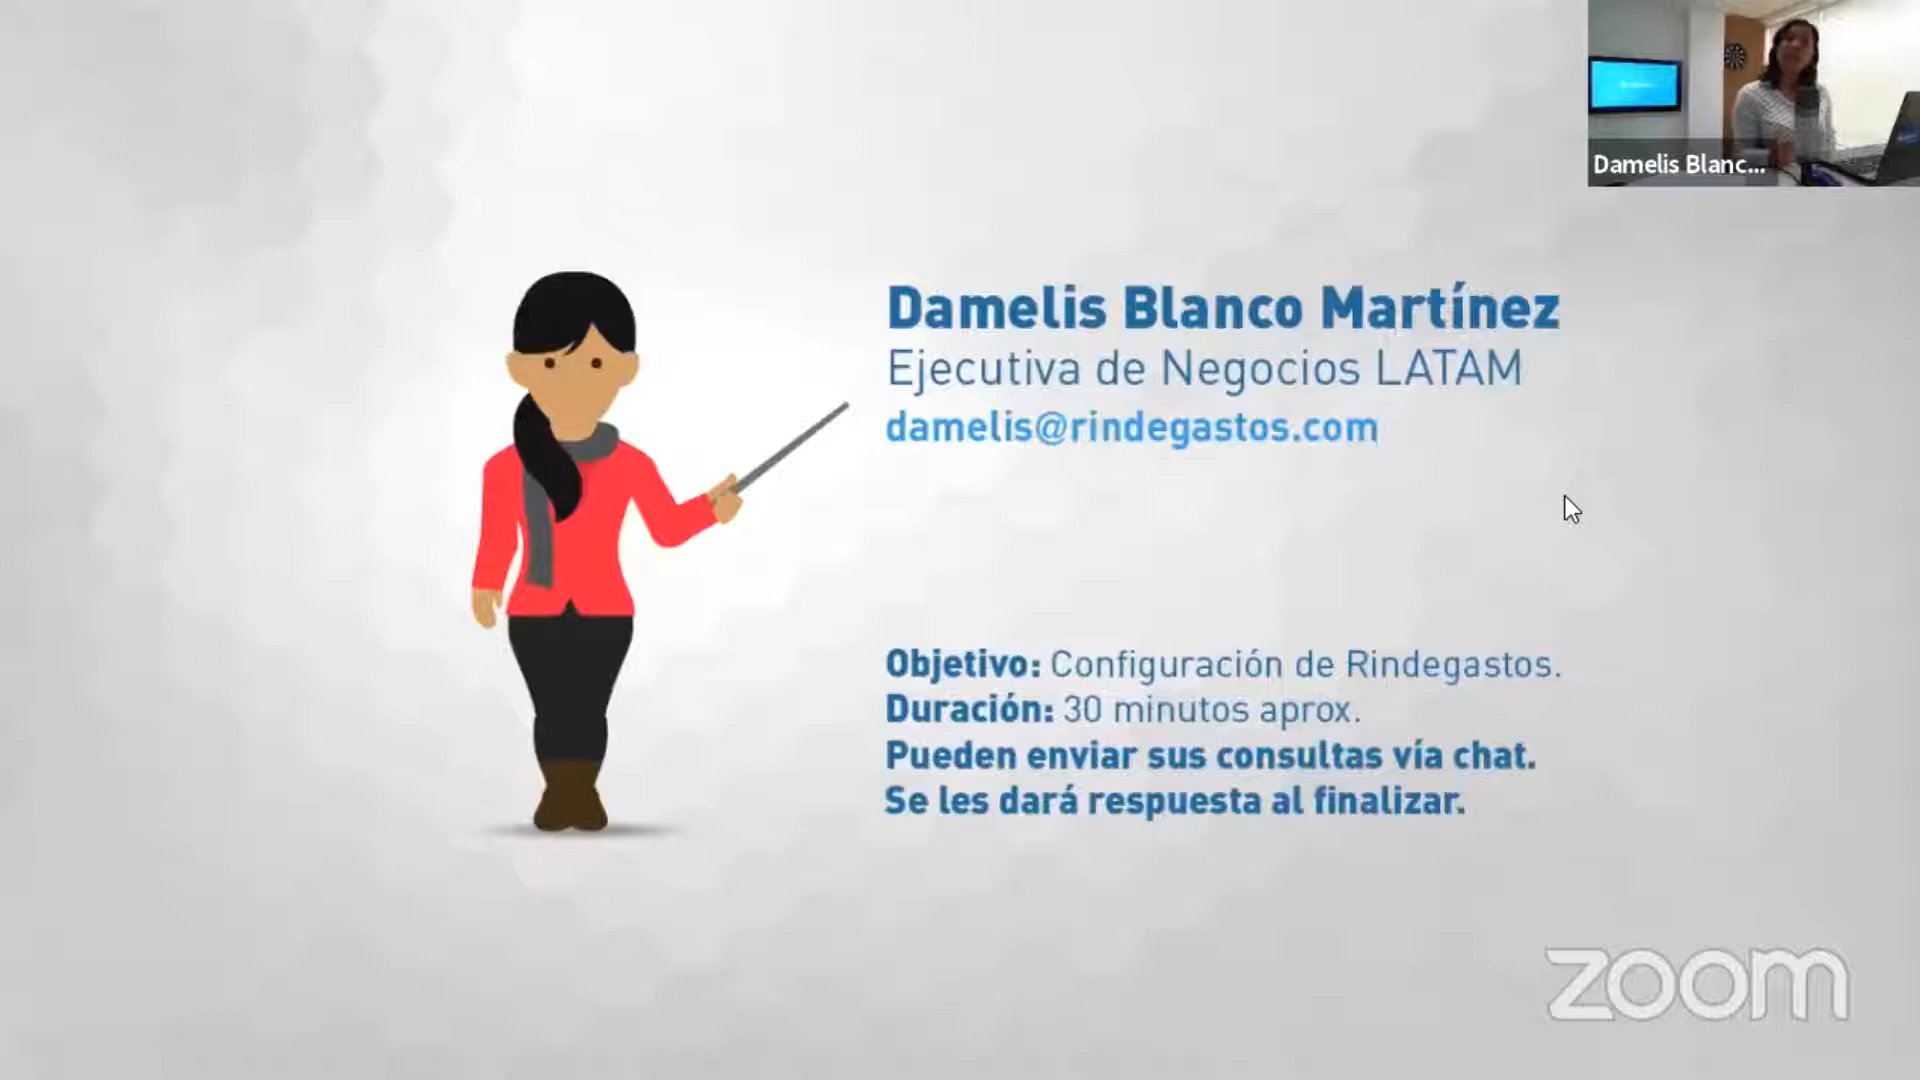 Damelis Blanc...
Damelis Blanco Martínez
Ejecutiva de Negocios LATAM
damelis@rindegastos.com
Objetivo: Configuración de Rindegastos.
Duración: 30 minutos aprox.
Pueden enviar sus consultas vía chat.
Se les dará respuesta al finalizar.
zoom